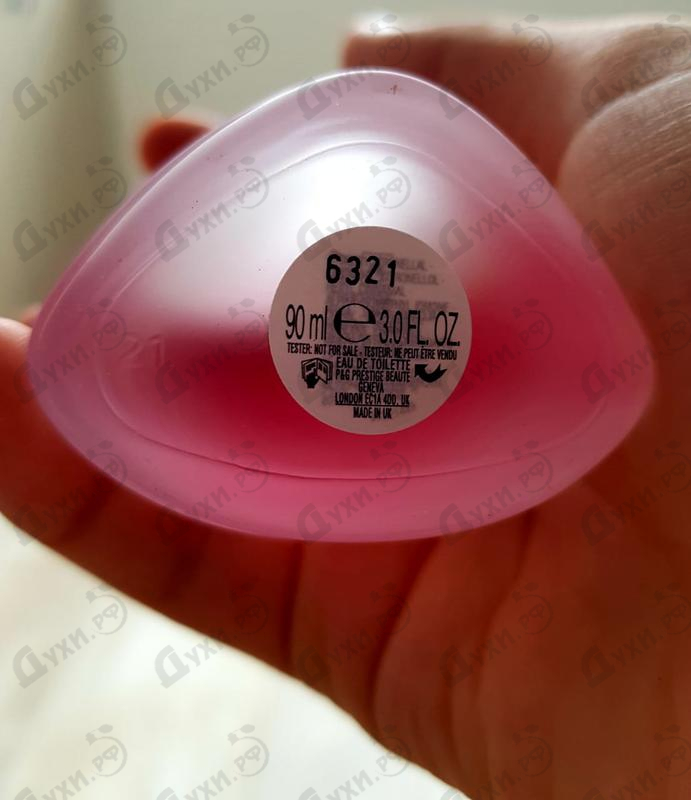 6321
90 ml e 3.0 FL. OZ.
TESTER: NOT FOR SALE - TESTEUR: NE PEUT ÊTRE VENDU
EAU DE TOILETTE
P&G PRESTIGE BEAUTE
GENEVA
LONDON EC1A 4DD, UK
MADE IN UK
Духи.рф